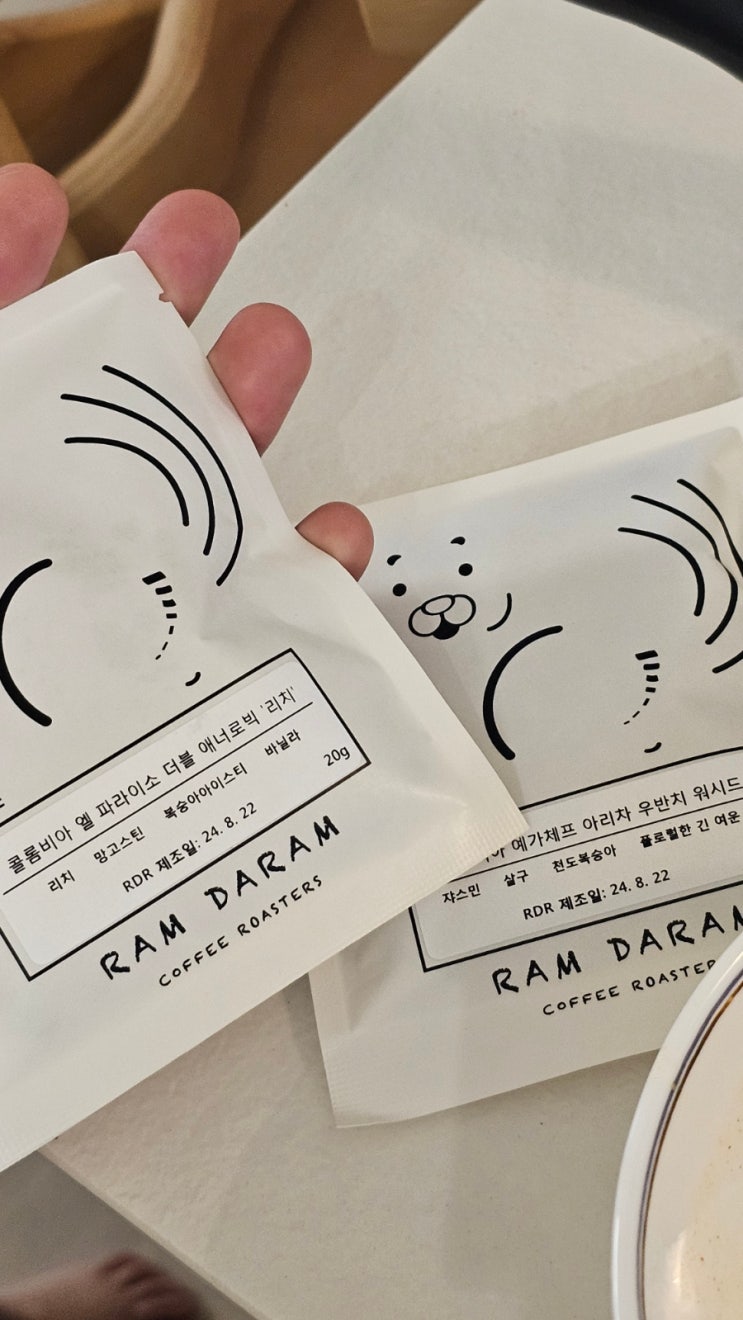 콜롬비아 엘 파라이소 더블 애너로빅 '리치'
리치 망고스틴 복숭아아이스티 바닐라
RDR 제조일: 24. 8. 22 20g
RAM DARAM
COFFEE ROASTERS
예가체프 아리차 우반치 워시드
쟈스민 살구 천도복숭아 플로럴한 긴 여운
RDR 제조일: 24. 8. 22
RAM DARAM
COFFEE ROASTER